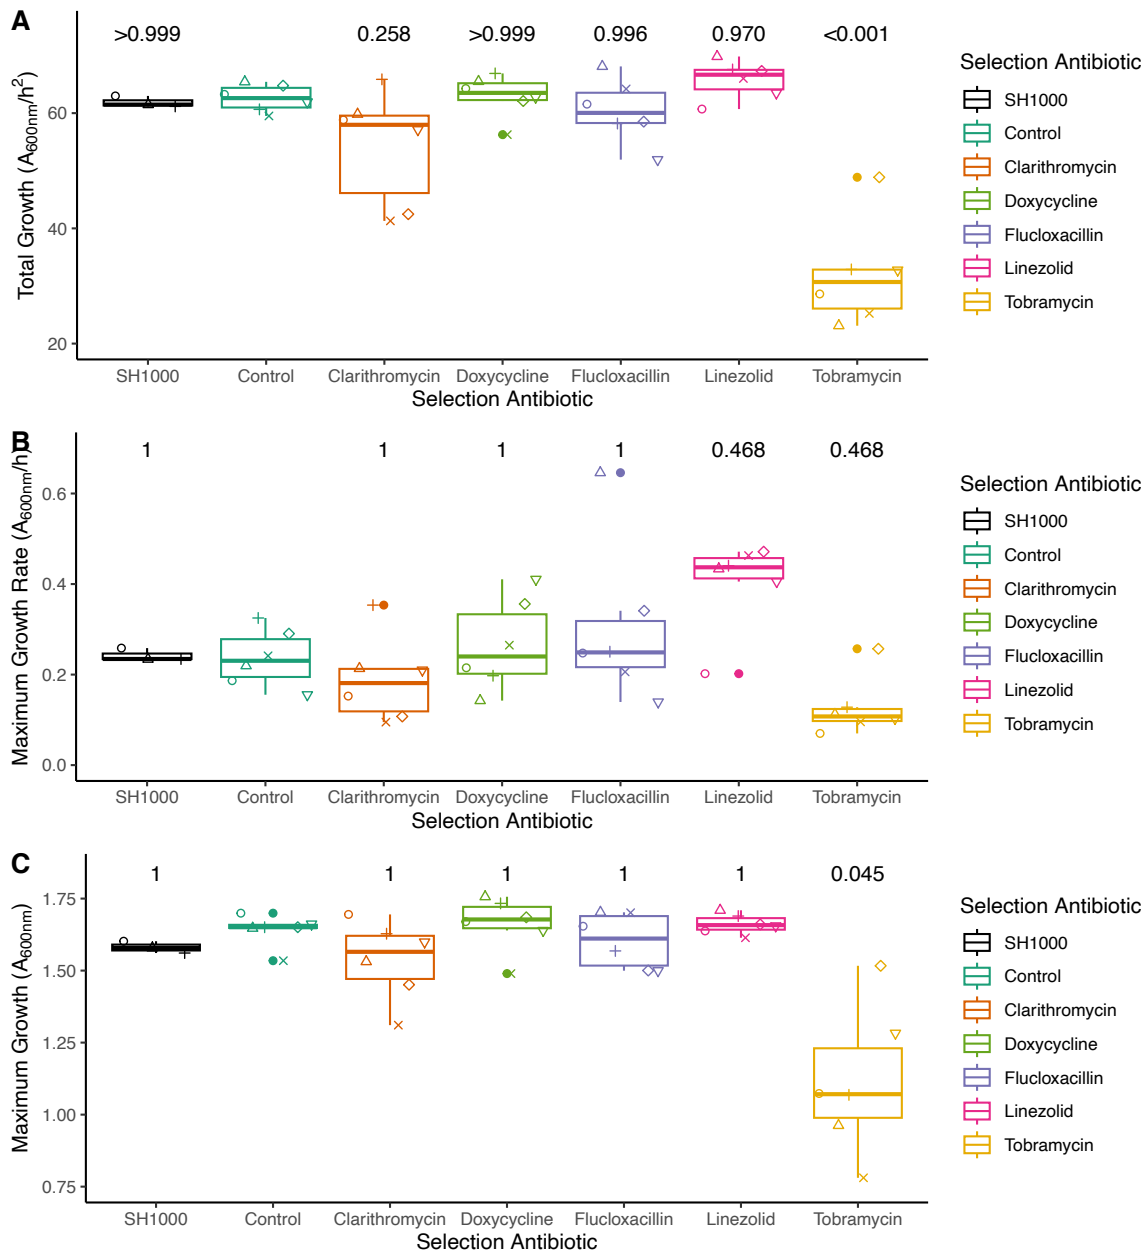 A
>0.999 0.258 >0.999 0.996 0.970 <0.001
Total Growth (A600nm/h2)
60
40
20
SH1000 Control Clarithromycin Doxycycline Flucloxacillin Linezolid Tobramycin
Selection Antibiotic
Selection Antibiotic
SH1000
Control
Clarithromycin
Doxycycline
Flucloxacillin
Linezolid
Tobramycin
B
1 1 1 1 0.468 0.468
Maximum Growth Rate (A600nm/h)
0.6
0.4
0.2
0.0
SH1000 Control Clarithromycin Doxycycline Flucloxacillin Linezolid Tobramycin
Selection Antibiotic
Selection Antibiotic
SH1000
Control
Clarithromycin
Doxycycline
Flucloxacillin
Linezolid
Tobramycin
C
1 1 1 1 1 0.045
Maximum Growth (A600nm)
1.75
1.50
1.25
1.00
0.75
SH1000 Control Clarithromycin Doxycycline Flucloxacillin Linezolid Tobramycin
Selection Antibiotic
Selection Antibiotic
SH1000
Control
Clarithromycin
Doxycycline
Flucloxacillin
Linezolid
Tobramycin